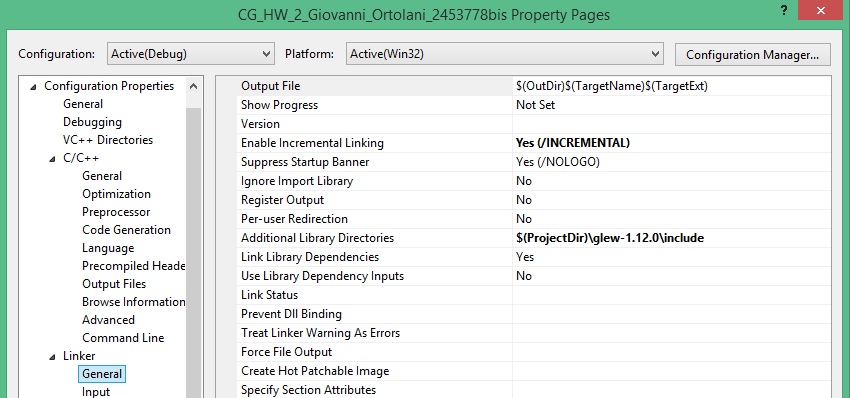 CG_HW_2_Giovanni_Ortolani_2453778bis Property Pages
? ×
Configuration: Active(Debug) Platform: Active(Win32) Configuration Manager...
Configuration Properties
General
Debugging
VC++ Directories
C/C++
General
Optimization
Preprocessor
Code Generation
Language
Precompiled Heade
Output Files
Browse Information
Advanced
Command Line
Linker
General
Input
Output File $(OutDir)$(TargetName)$(TargetExt)
Show Progress Not Set
Version
Enable Incremental Linking Yes (/INCREMENTAL)
Suppress Startup Banner Yes (/NOLOGO)
Ignore Import Library No
Register Output No
Per-user Redirection No
Additional Library Directories $(ProjectDir)\glew-1.12.0\include
Link Library Dependencies Yes
Use Library Dependency Inputs No
Link Status
Prevent Dll Binding
Treat Linker Warning As Errors
Force File Output
Create Hot Patchable Image
Specify Section Attributes